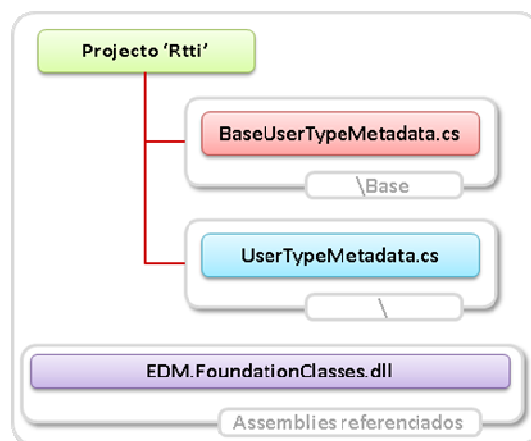 Projecto ‘Rtti’
BaseUserTypeMetadata.cs
\Base
UserTypeMetadata.cs
\
EDM.FoundationClasses.dll
Assemblies referenciados